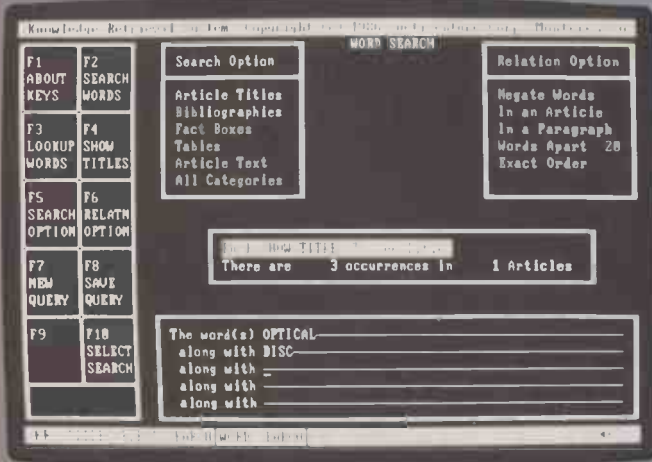 WORD SEARCH
F1 ABOUT KEYS
F2 SEARCH WORDS
F3 LOOKUP WORDS
F4 SHOW TITLES
F5 SEARCH OPTION
F6 RELATN OPTION
F7 NEW QUERY
F8 SAVE QUERY
F9
F10 SELECT SEARCH
Search Option
Article Titles
Bibliographies
Fact Boxes
Tables
Article Text
All Categories
Relation Option
Negate Words
In an Article
In a Paragraph
Words Apart 20
Exact Order
There are 3 occurrences in 1 Articles
The word(s) OPTICAL
along with DISC
along with
along with
along with